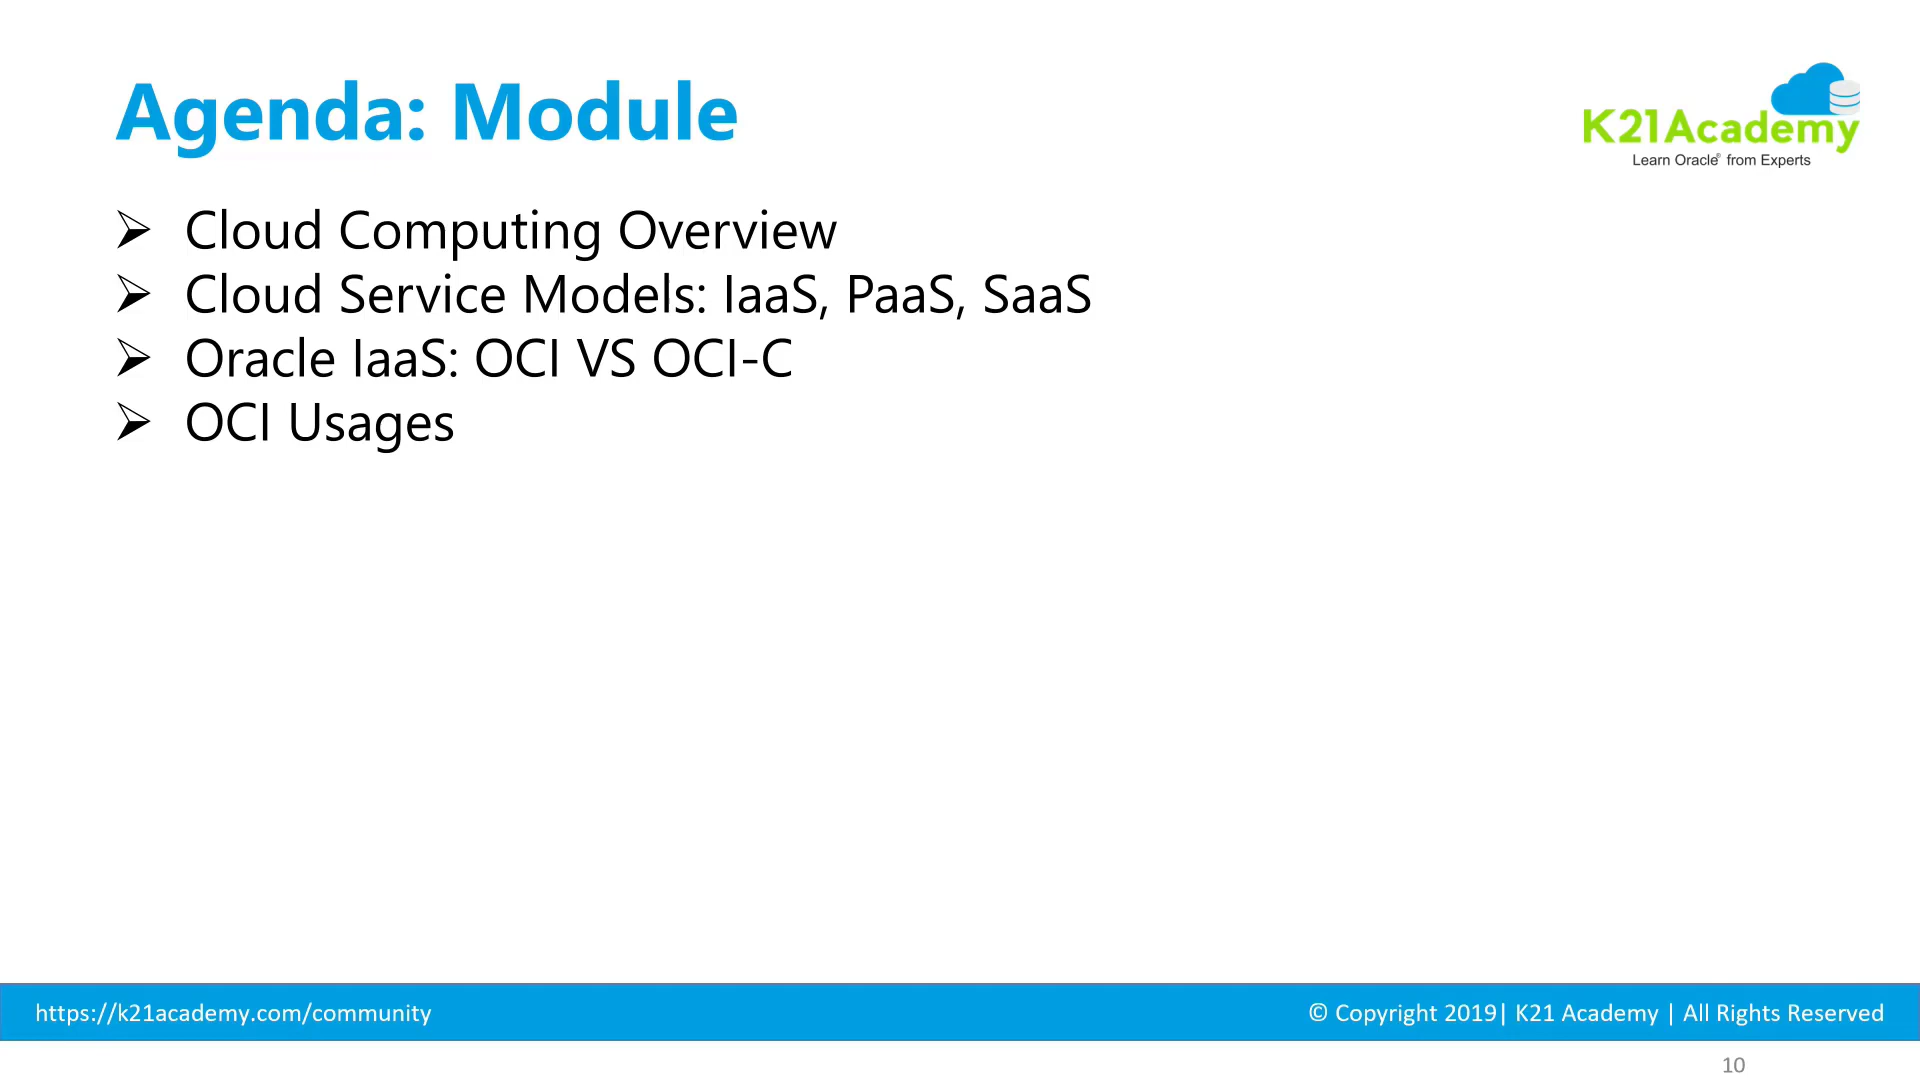 Agenda: Module
K21Academy
Learn Oracle® from Experts
➢ Cloud Computing Overview
➢ Cloud Service Models: IaaS, PaaS, SaaS
➢ Oracle IaaS: OCI VS OCI-C
➢ OCI Usages
https://k21academy.com/community
© Copyright 2019| K21 Academy | All Rights Reserved
10